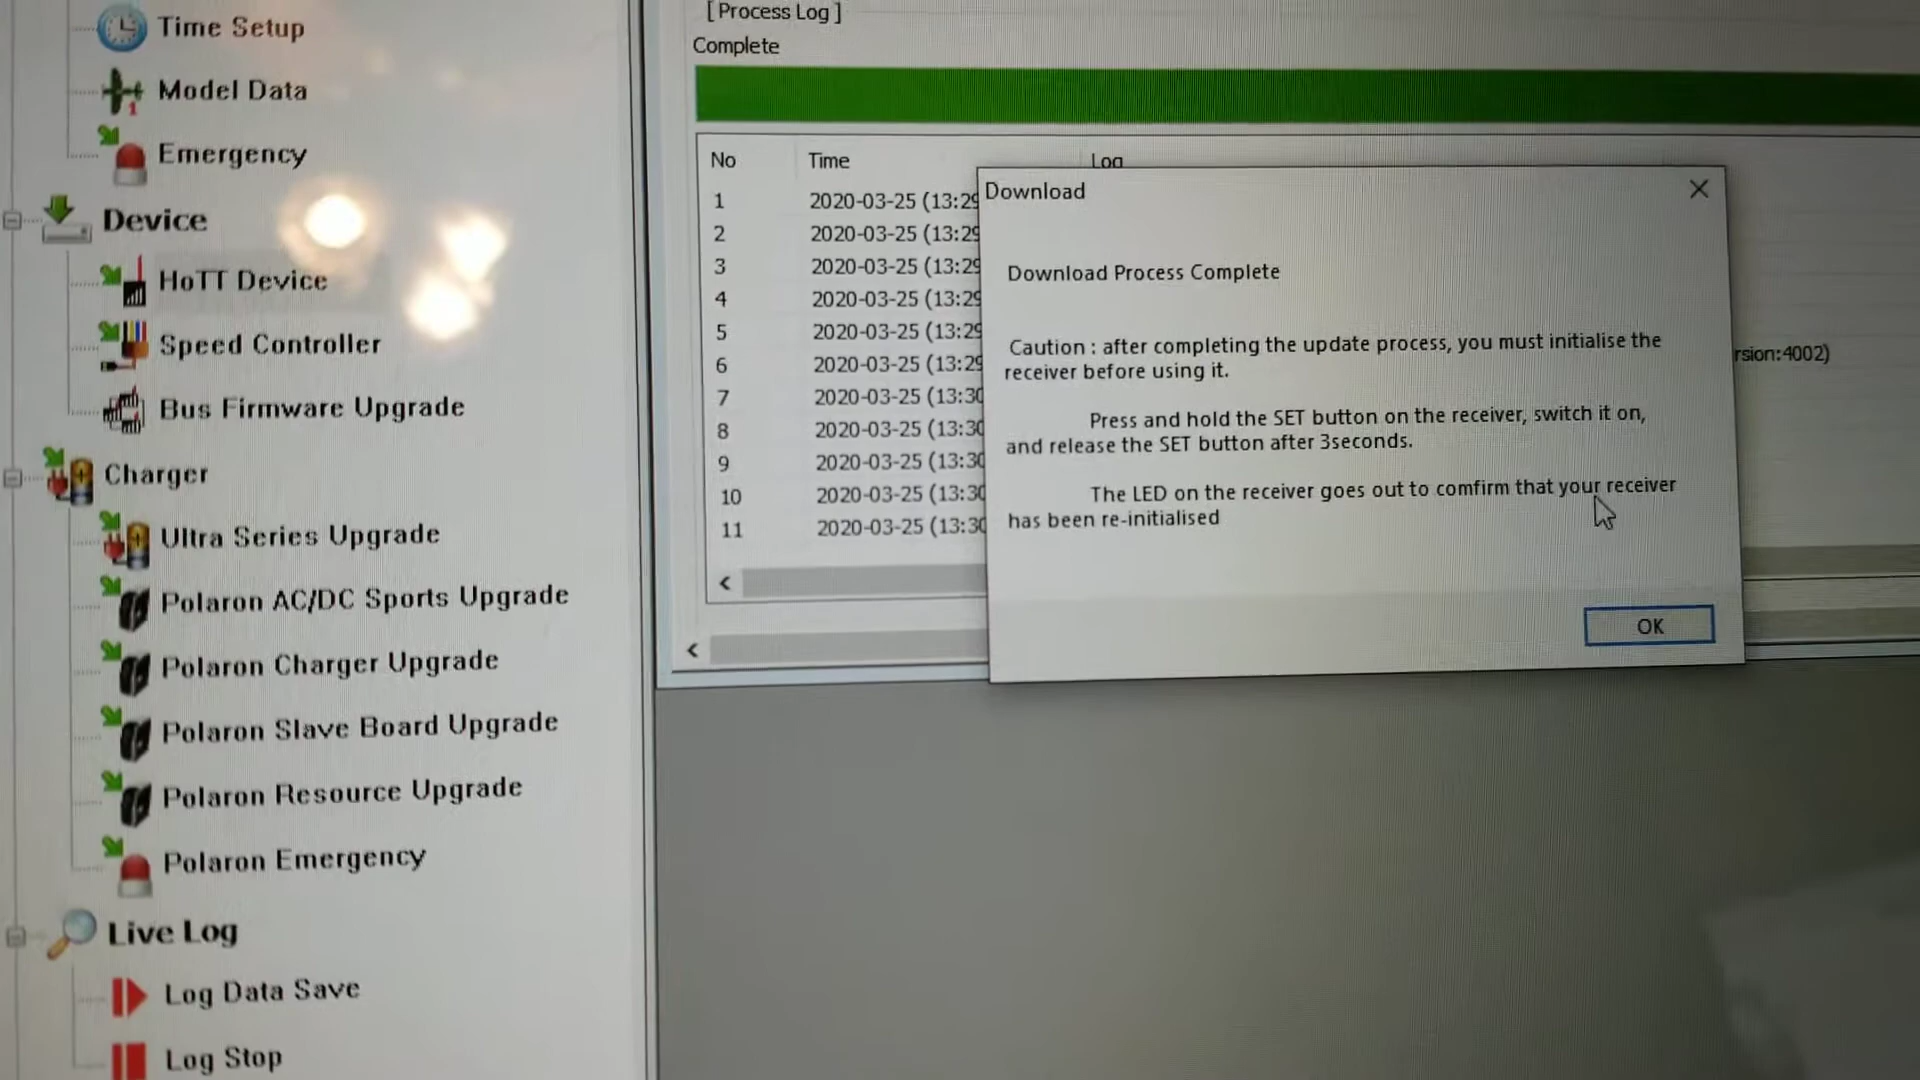 Time Setup
Model Data
1
Emergency
Device
HoTT Device
Speed Controller
Bus Firmware Upgrade
Charger
Ultra Series Upgrade
Polaron AC/DC Sports Upgrade
Polaron Charger Upgrade
Polaron Slave Board Upgrade
Polaron Resource Upgrade
Polaron Emergency
Live Log
Log Data Save
Log Stop
[ Process Log ]
Complete
No Time Log
1 2020-03-25 (13:29
2 2020-03-25 (13:29
3 2020-03-25 (13:29
4 2020-03-25 (13:29
5 2020-03-25 (13:29
6 2020-03-25 (13:29
rsion:4002)
7 2020-03-25 (13:30
8 2020-03-25 (13:30
9 2020-03-25 (13:30
10 2020-03-25 (13:30
11 2020-03-25 (13:30
Download
Download Process Complete
Caution : after completing the update process, you must initialise the
receiver before using it.
Press and hold the SET button on the receiver, switch it on,
and release the SET button after 3seconds.
The LED on the receiver goes out to comfirm that your receiver
has been re-initialised
OK